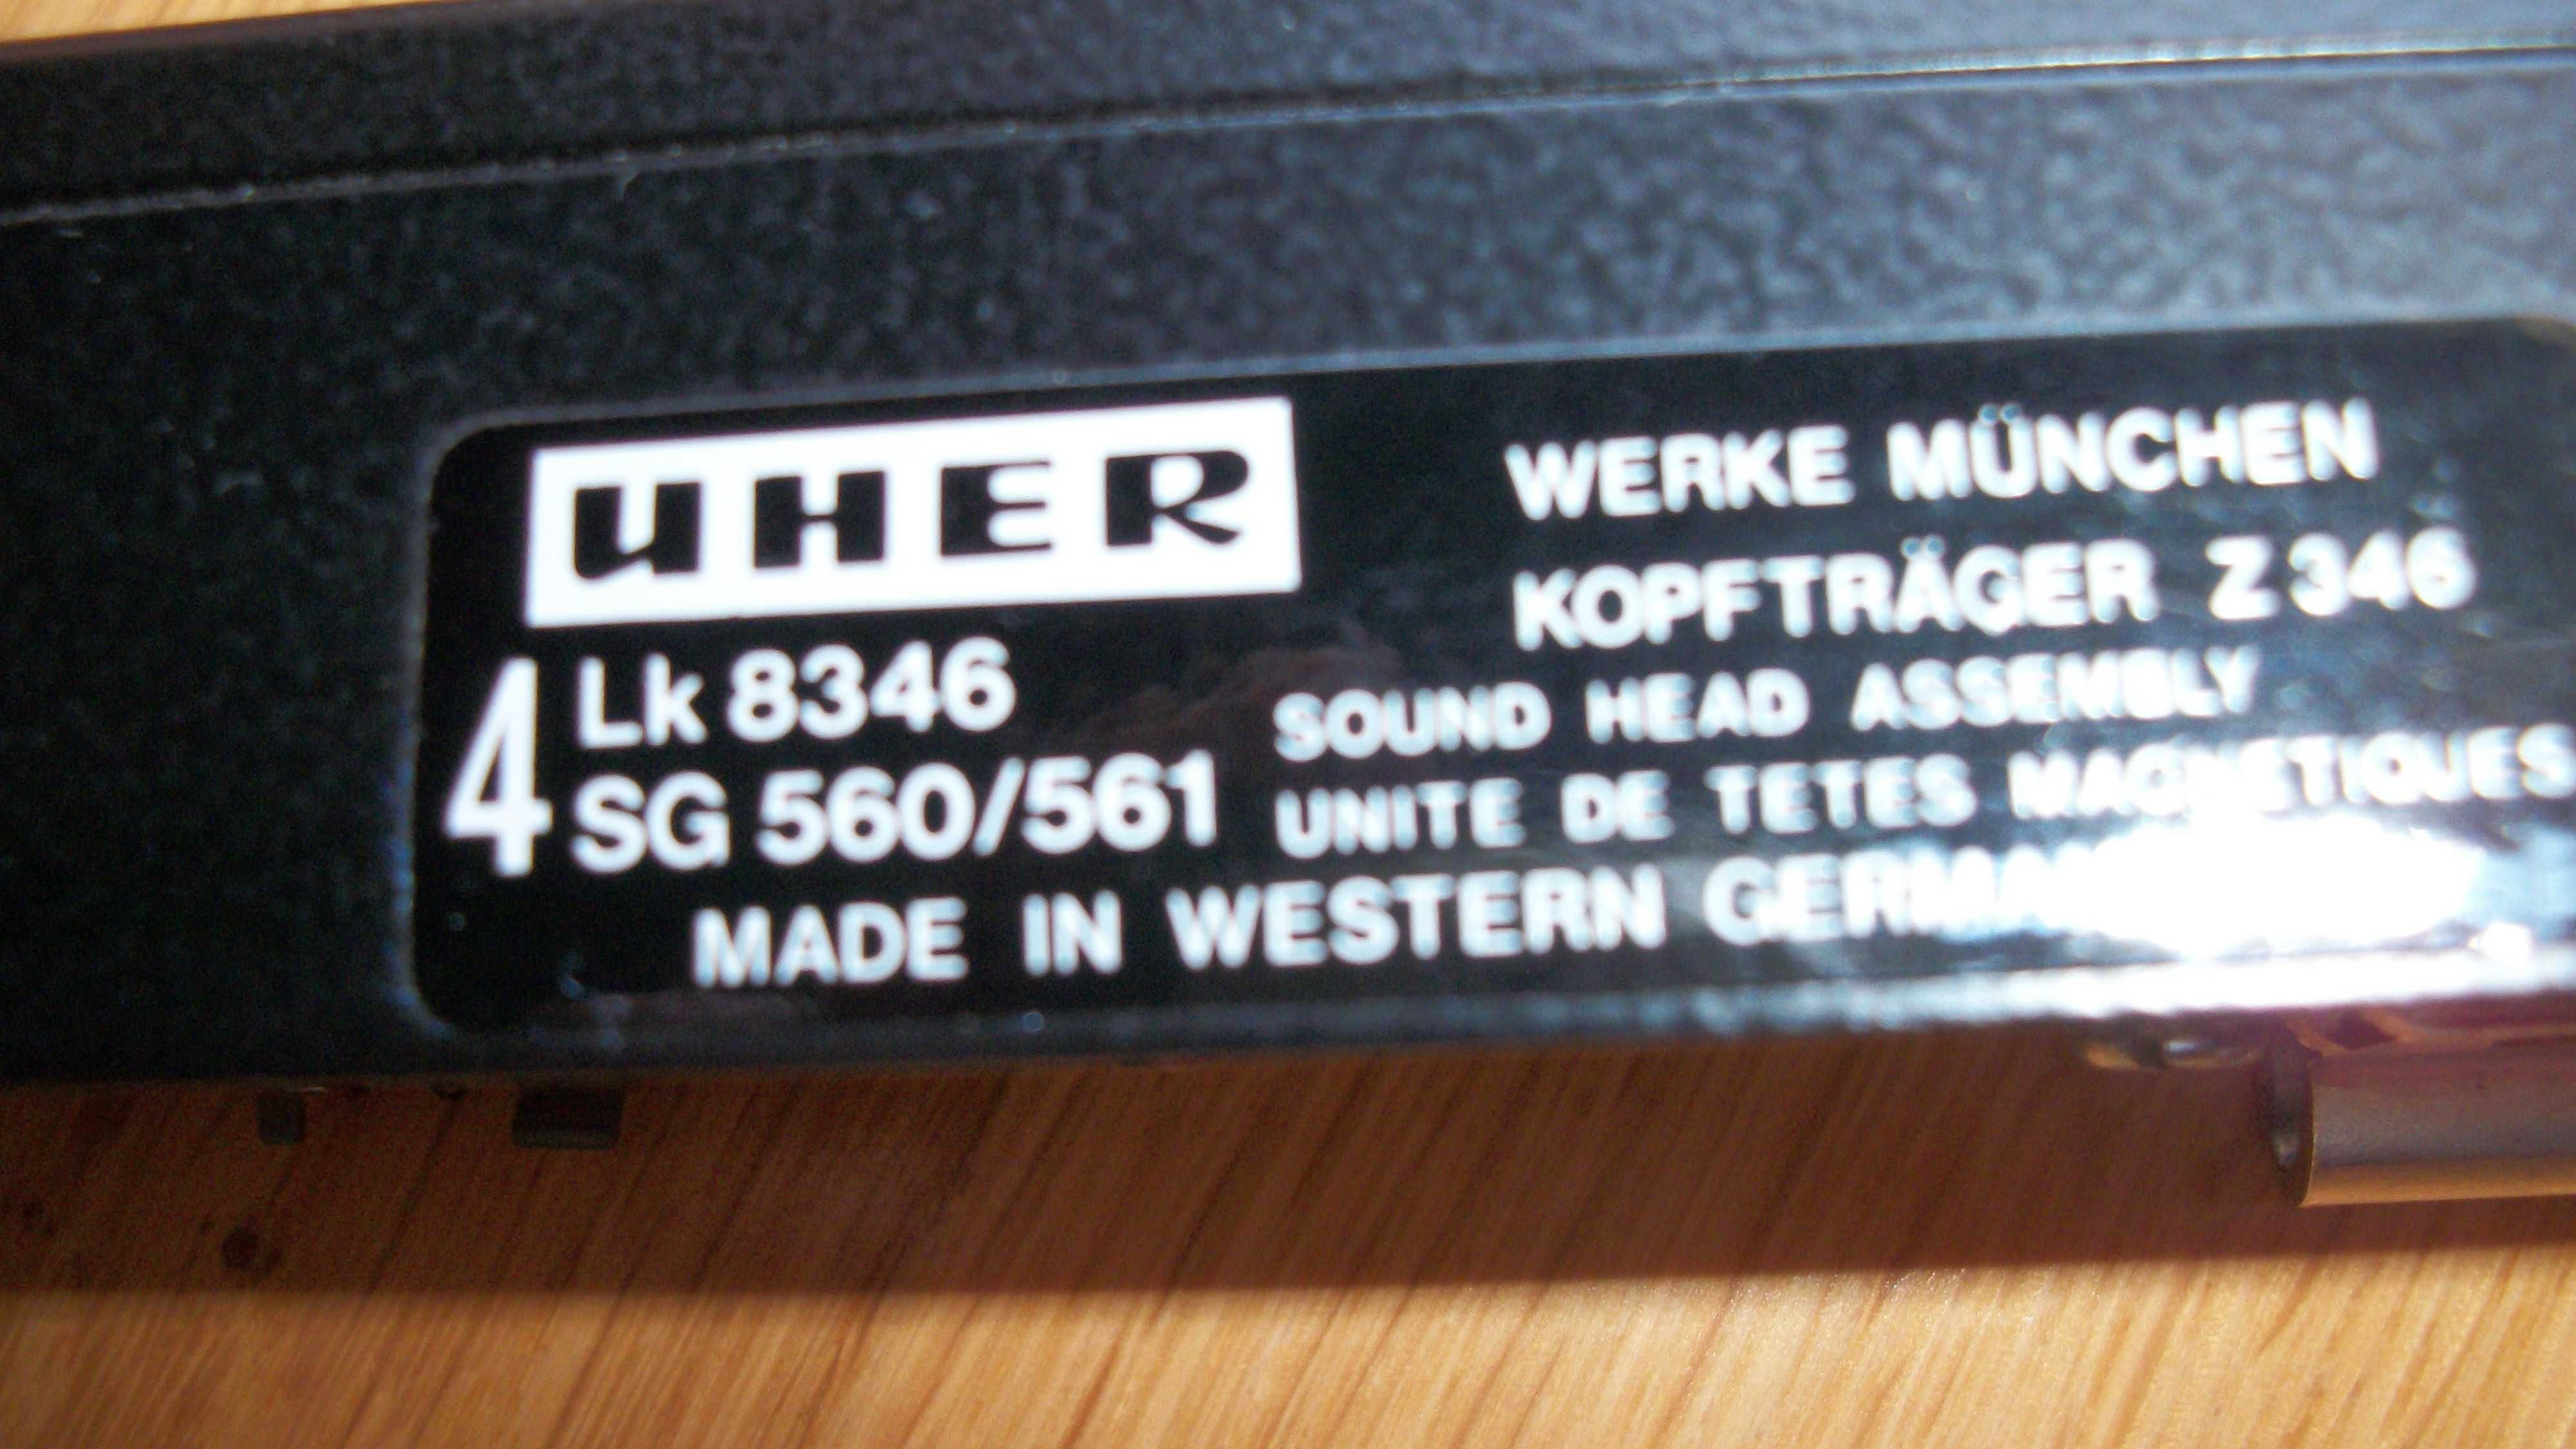 UHER
WERKE MÜNCHEN
KOPFTRÄGER Z 346
4 Lk 8346
SG 560/561
SOUND HEAD ASSEMBLY
UNITE DE TETES MAGNETIQUES
MADE IN WESTERN